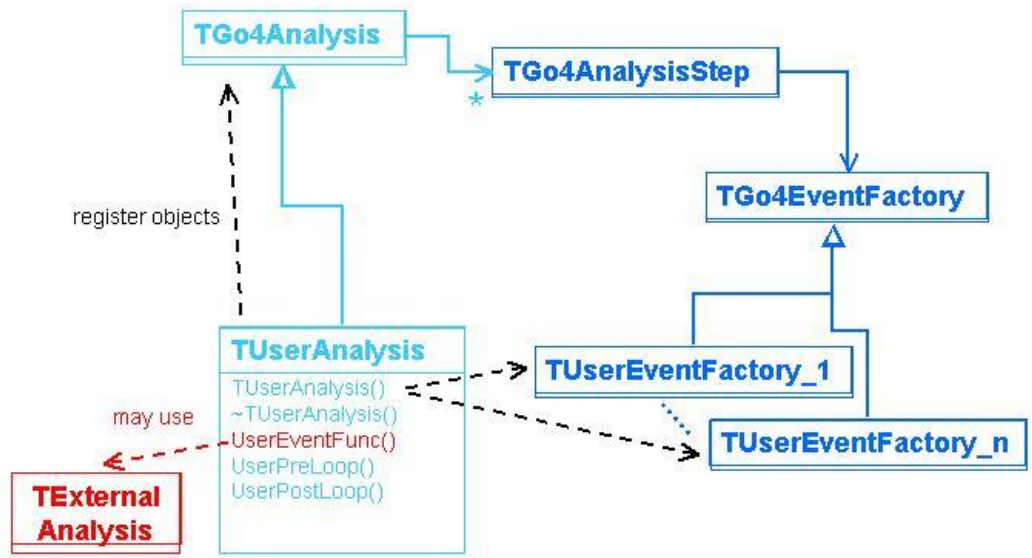 TGo4Analysis
TGo4AnalysisStep
*
TGo4EventFactory
register objects
TUserAnalysis
TUserAnalysis()
~TUserAnalysis()
UserEventFunc()
UserPreLoop()
UserPostLoop()
TUserEventFactory_1
TUserEventFactory_n
may use
TExternal
Analysis